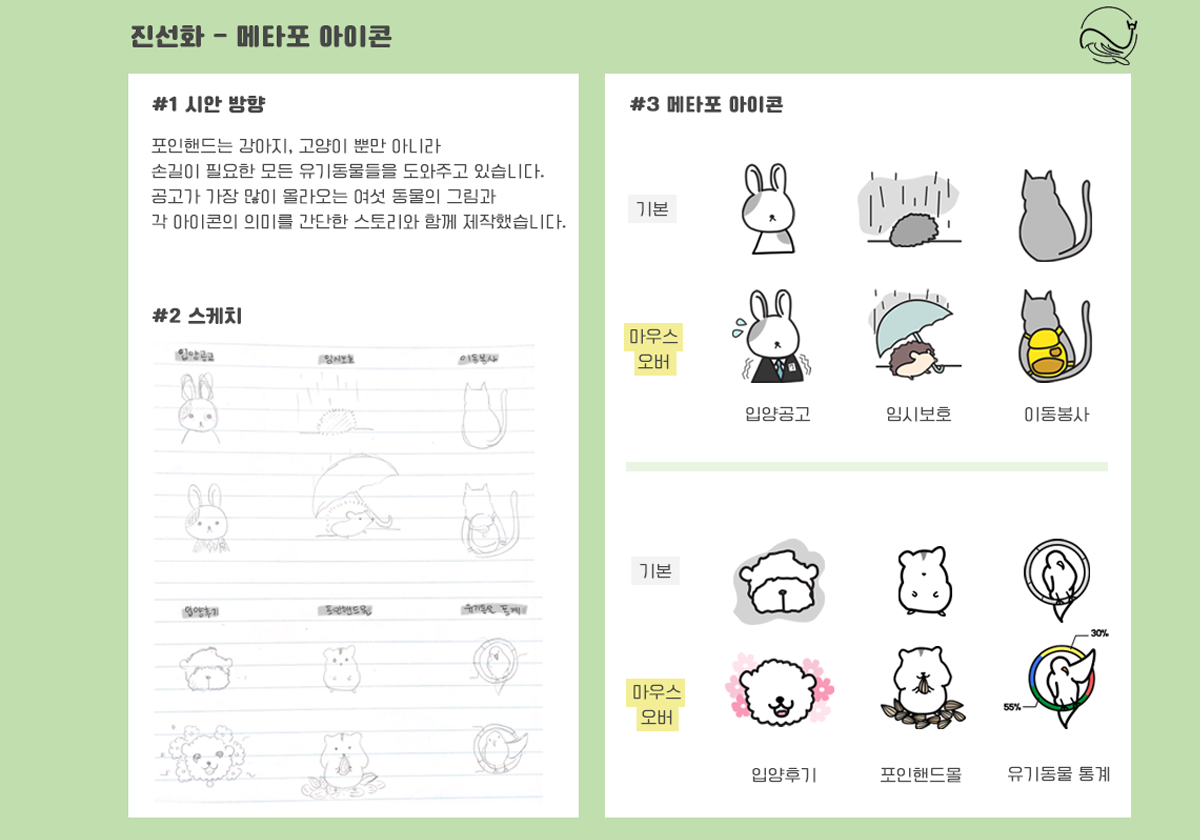 진선화 - 메타포 아이콘
#1 시안 방향
포인핸드는 강아지, 고양이 뿐만 아니라
손길이 필요한 모든 유기동물들을 도와주고 있습니다.
공고가 가장 많이 올라오는 여섯 동물의 그림과
각 아이콘의 의미를 간단한 스토리와 함께 제작했습니다.
#2 스케치
입양공고 임시보호 이동봉사
입양후기 포인핸드몰 유기동물 통계
#3 메타포 아이콘
기본
마우스
오버
입양공고 임시보호 이동봉사
기본
30%
마우스
오버
55%
입양후기 포인핸드몰 유기동물 통계